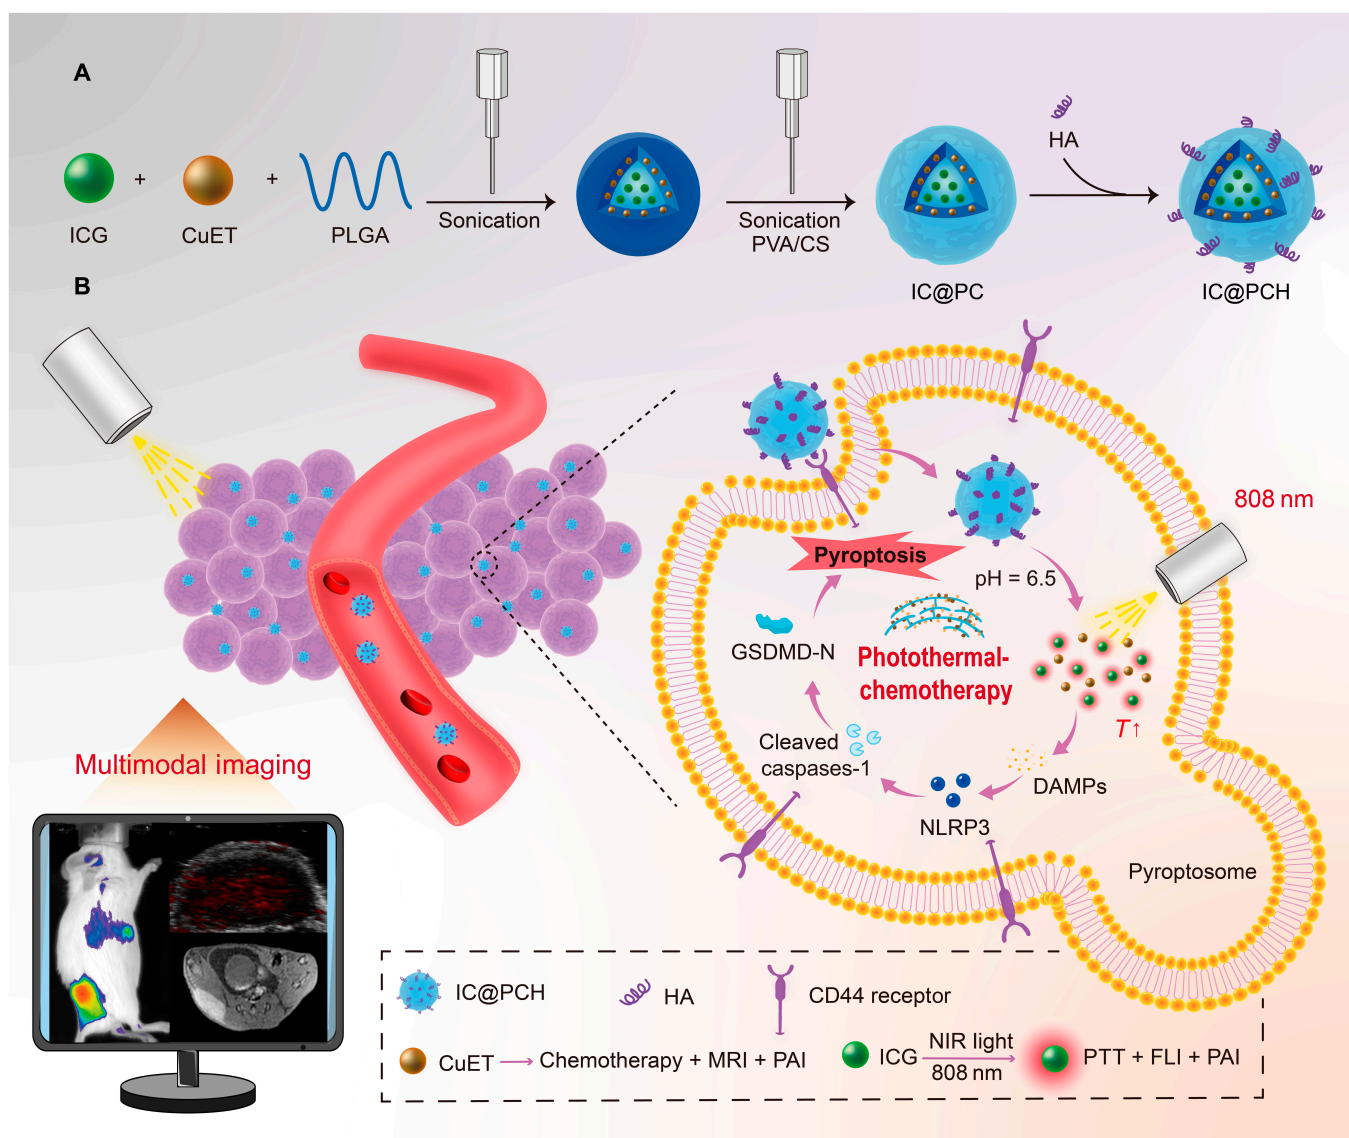 A
ICG
+
CuET
+
PLGA
Sonication
Sonication
PVA/CS
IC@PC
HA
IC@PCH
B
808 nm
Pyroptosis
pH = 6.5
GSDMD-N
Photothermal-
chemotherapy
T↑
Cleaved
caspases-1
DAMPs
NLRP3
Pyroptosome
Multimodal imaging
IC@PCH
HA
CD44 receptor
CuET
Chemotherapy + MRI + PAI
ICG
NIR light
808 nm
PTT + FLI + PAI